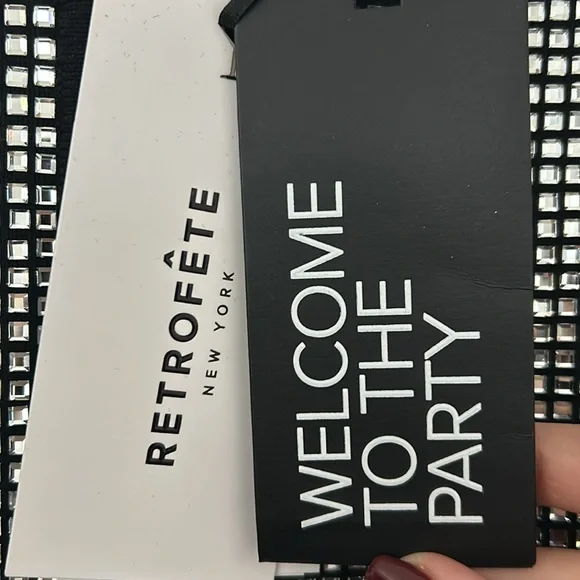 RETROFÊTE
NEW YORK
WELCOME
TO THE
PARTY